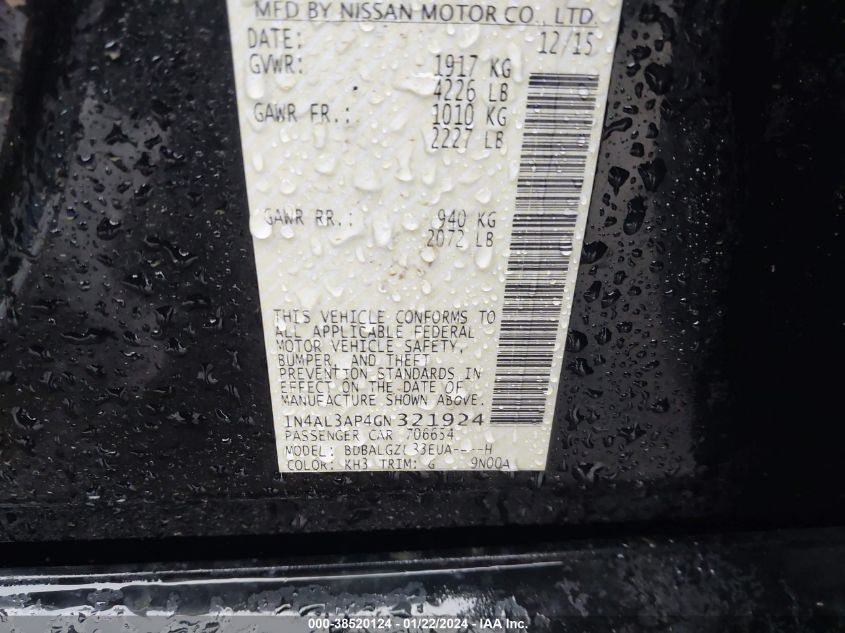 MFD BY NISSAN MOTOR CO., LTD.
DATE: 12/15
GVWR: 1917 KG
4226 LB
GAWR FR.: 1010 KG
2227 LB
GAWR RR.: 940 KG
2072 LB
THIS VEHICLE CONFORMS TO
ALL APPLICABLE FEDERAL
MOTOR VEHICLE SAFETY,
BUMPER, AND THEFT
PREVENTION STANDARDS IN
EFFECT ON THE DATE OF
MANUFACTURE SHOWN ABOVE.
1N4AL3AP4GN321924
PASSENGER CAR 706654
MODEL: BDBALGZL33EUA----H
COLOR: KH3 TRIM: G 9N00A
000-38520124 - 01/22/2024 - IAA Inc.